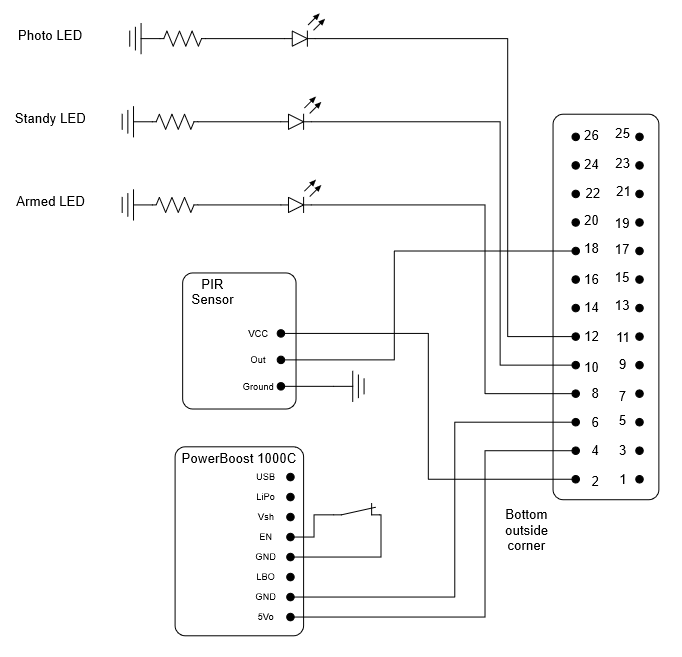 Photo LED
Standy LED
Armed LED
PIR
Sensor
VCC
Out
Ground
PowerBoost 1000C
USB
LiPo
Vsh
EN
GND
LBO
GND
5Vo
26 25
24 23
22 21
20 19
18 17
16 15
14 13
12 11
10 9
8 7
6 5
4 3
2 1
Bottom
outside
corner